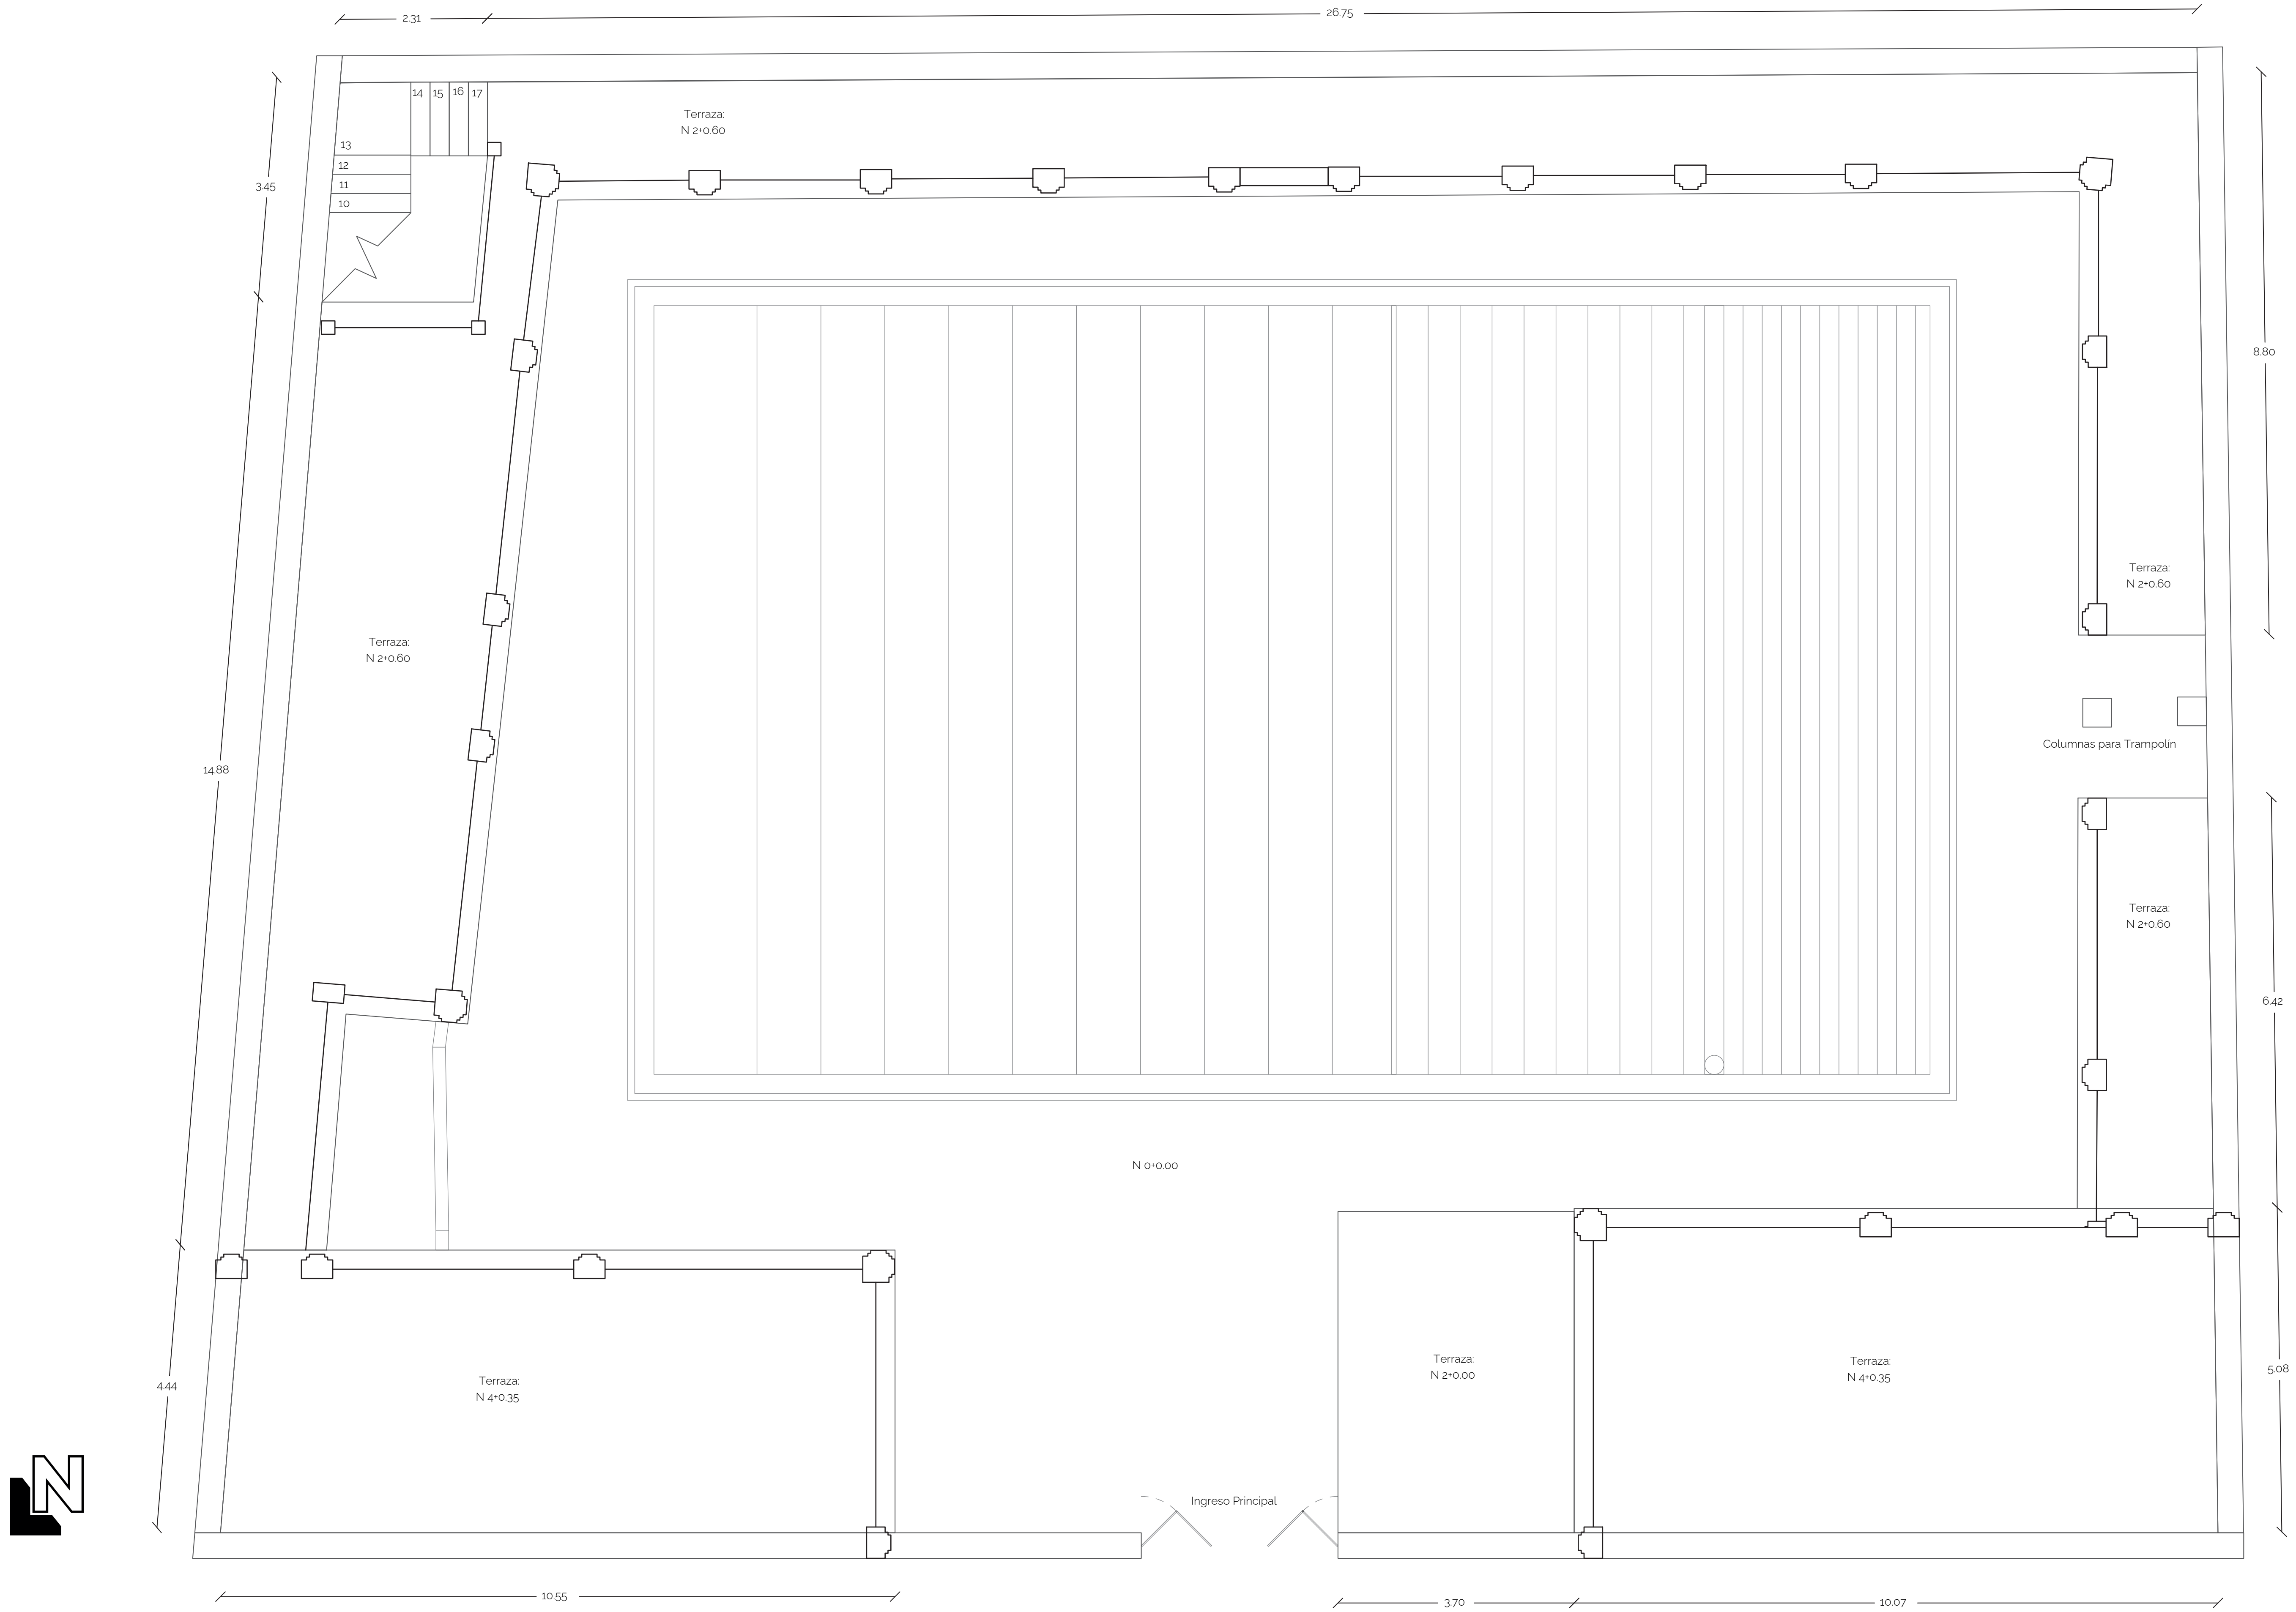 2.31
26.75
14 15 16 17
Terraza:
N 2+0.60
13
12
11
10
3.45
8.80
Terraza:
N 2+0.60
Terraza:
N 2+0.60
Columnas para Trampolín
14.88
Terraza:
N 2+0.60
6.42
N 0+0.00
Terraza:
N 2+0.00
Terraza:
N 4+0.35
5.08
Terraza:
N 4+0.35
4.44
N
Ingreso Principal
10.55
3.70
10.07